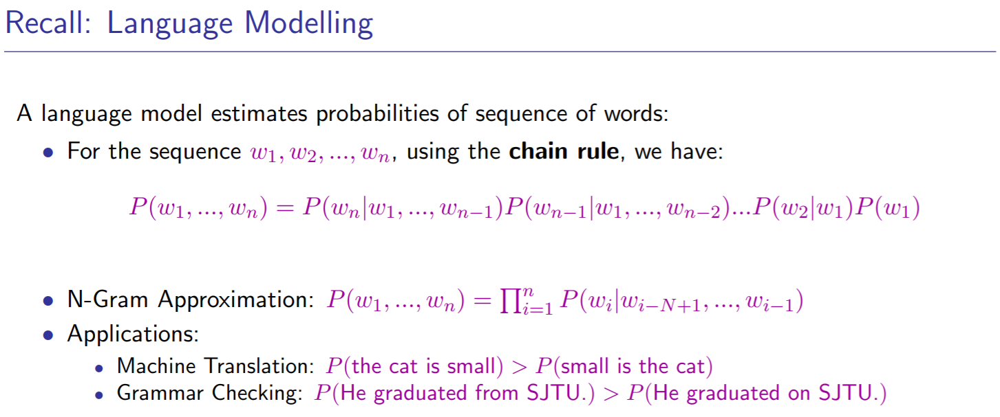 Recall: Language Modelling
A language model estimates probabilities of sequence of words:
• For the sequence $w_1, w_2, ..., w_n$, using the **chain rule**, we have:
$P(w_1, ..., w_n) = P(w_n|w_1, ..., w_{n-1})P(w_{n-1}|w_1, ..., w_{n-2})...P(w_2|w_1)P(w_1)$
• N-Gram Approximation: $P(w_1, ..., w_n) = \prod_{i=1}^{n} P(w_i|w_{i-N+1}, ..., w_{i-1})$
• Applications:
• Machine Translation: $P(\text{the cat is small}) > P(\text{small is the cat})$
• Grammar Checking: $P(\text{He graduated from SJTU.}) > P(\text{He graduated on SJTU.})$